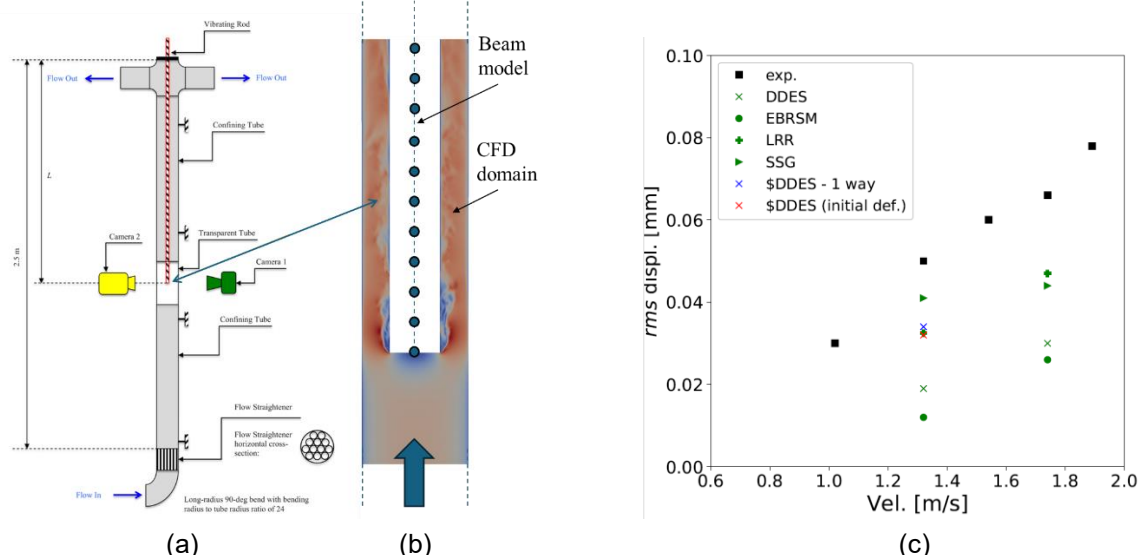 Vibrating Rod
Flow Out
Flow Out
Confining Tube
L
Camera 2
Transparent Tube
Camera 1
2.5 m
Confining Tube
Flow Straightener
Flow Straightener
horizontal cross-
section:
Flow In
Long-radius 90-deg bend with bending
radius to tube radius ratio of 24
(a)
Beam
model
CFD
domain
(b)
rms displ. [mm]
0.10
0.08
0.06
0.04
0.02
0.00
exp.
DDES
EBRSM
LRR
SSG
$DDES - 1 way
$DDES (initial def.)
0.6 0.8 1.0 1.2 1.4 1.6 1.8 2.0
Vel. [m/s]
(c)